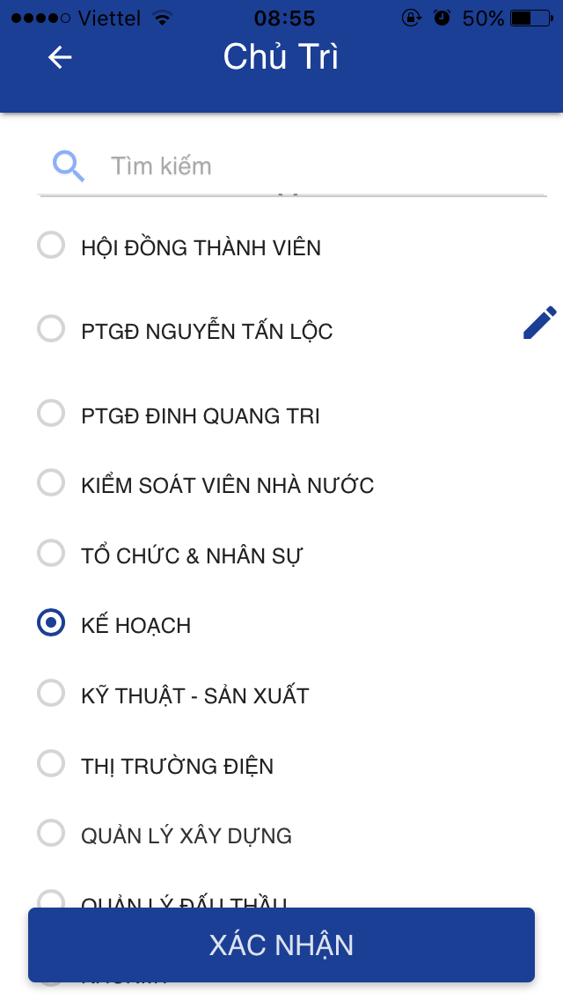 Viettel 08:55 50%
Chủ Trì
Tìm kiếm
HỘI ĐỒNG THÀNH VIÊN
PTGĐ NGUYỄN TẤN LỘC
PTGĐ ĐINH QUANG TRI
KIỂM SOÁT VIÊN NHÀ NƯỚC
TỔ CHỨC & NHÂN SỰ
KẾ HOẠCH
KỸ THUẬT - SẢN XUẤT
THỊ TRƯỜNG ĐIỆN
QUẢN LÝ XÂY DỰNG
QUẢN LÝ ĐẤU THẦU
XÁC NHẬN